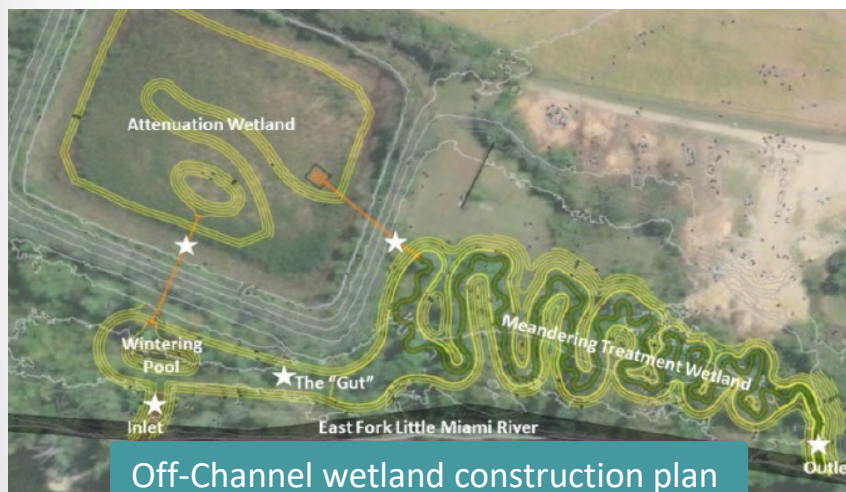 Attenuation Wetland
Wintering
Pool
The "Gut"
Meandering Treatment Wetland
Inlet
East Fork Little Miami River
Outle
Off-Channel wetland construction plan